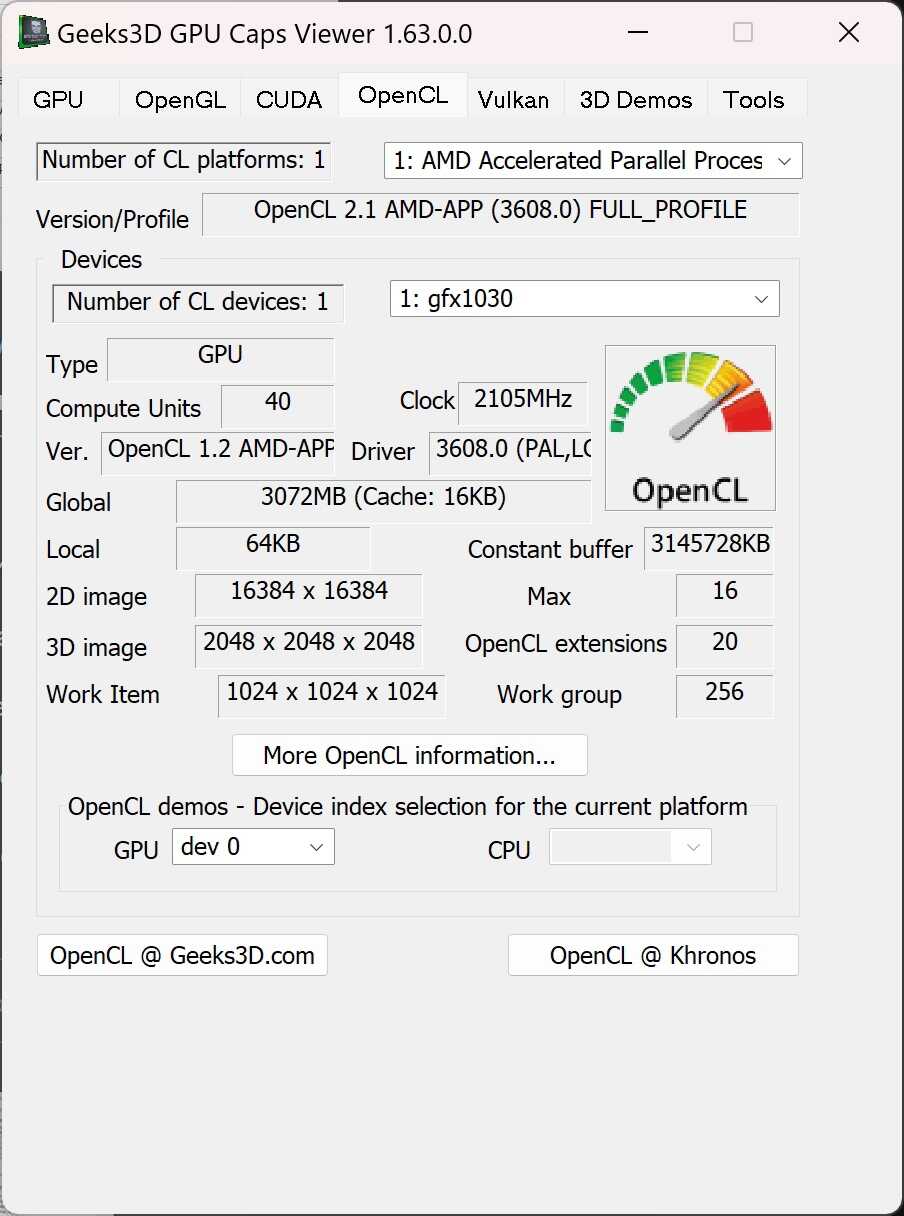 Geeks3D GPU Caps Viewer 1.63.0.0
GPU OpenGL CUDA OpenCL Vulkan 3D Demos Tools
Number of CL platforms: 1 1: AMD Accelerated Parallel Proces
Version/Profile OpenCL 2.1 AMD-APP (3608.0) FULL_PROFILE
Devices
Number of CL devices: 1 1: gfx1030
Type GPU
Compute Units 40 Clock 2105MHz
Ver. OpenCL 1.2 AMD-APP Driver 3608.0 (PAL,LC
OpenCL
Global 3072MB (Cache: 16KB)
Local 64KB Constant buffer 3145728KB
2D image 16384 x 16384 Max 16
3D image 2048 x 2048 x 2048 OpenCL extensions 20
Work Item 1024 x 1024 x 1024 Work group 256
More OpenCL information...
OpenCL demos - Device index selection for the current platform
GPU dev 0 CPU
OpenCL @ Geeks3D.com OpenCL @ Khronos